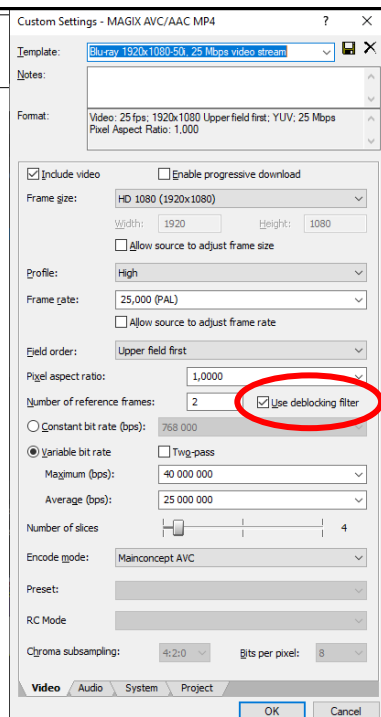 Custom Settings - MAGIX AVC/AAC MP4 ? ×
Template: Blu-ray 1920x1080-50i, 25 Mbps video stream
Notes:
Format: Video: 25 fps; 1920x1080 Upper field first; YUV; 25 Mbps
Pixel Aspect Ratio: 1,000
Include video Enable progressive download
Frame size: HD 1080 (1920x1080)
Width: 1920 Height: 1080
Allow source to adjust frame size
Profile: High
Frame rate: 25,000 (PAL)
Allow source to adjust frame rate
Field order: Upper field first
Pixel aspect ratio: 1,0000
Number of reference frames: 2 Use deblocking filter
Constant bit rate (bps): 768 000
Variable bit rate Two-pass
Maximum (bps): 40 000 000
Average (bps): 25 000 000
Number of slices 4
Encode mode: Mainconcept AVC
Preset:
RC Mode
Chroma subsampling: 4:2:0 Bits per pixel: 8
Video Audio System Project
OK Cancel